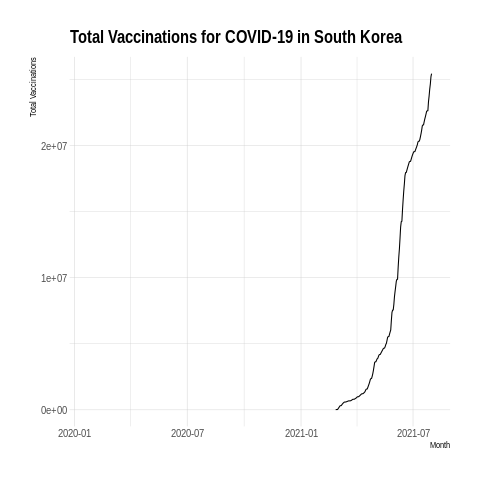 Total Vaccinations for COVID-19 in South Korea
Total Vaccinations
2e+07
1e+07
0e+00
2020-01 2020-07 2021-01 2021-07
Month